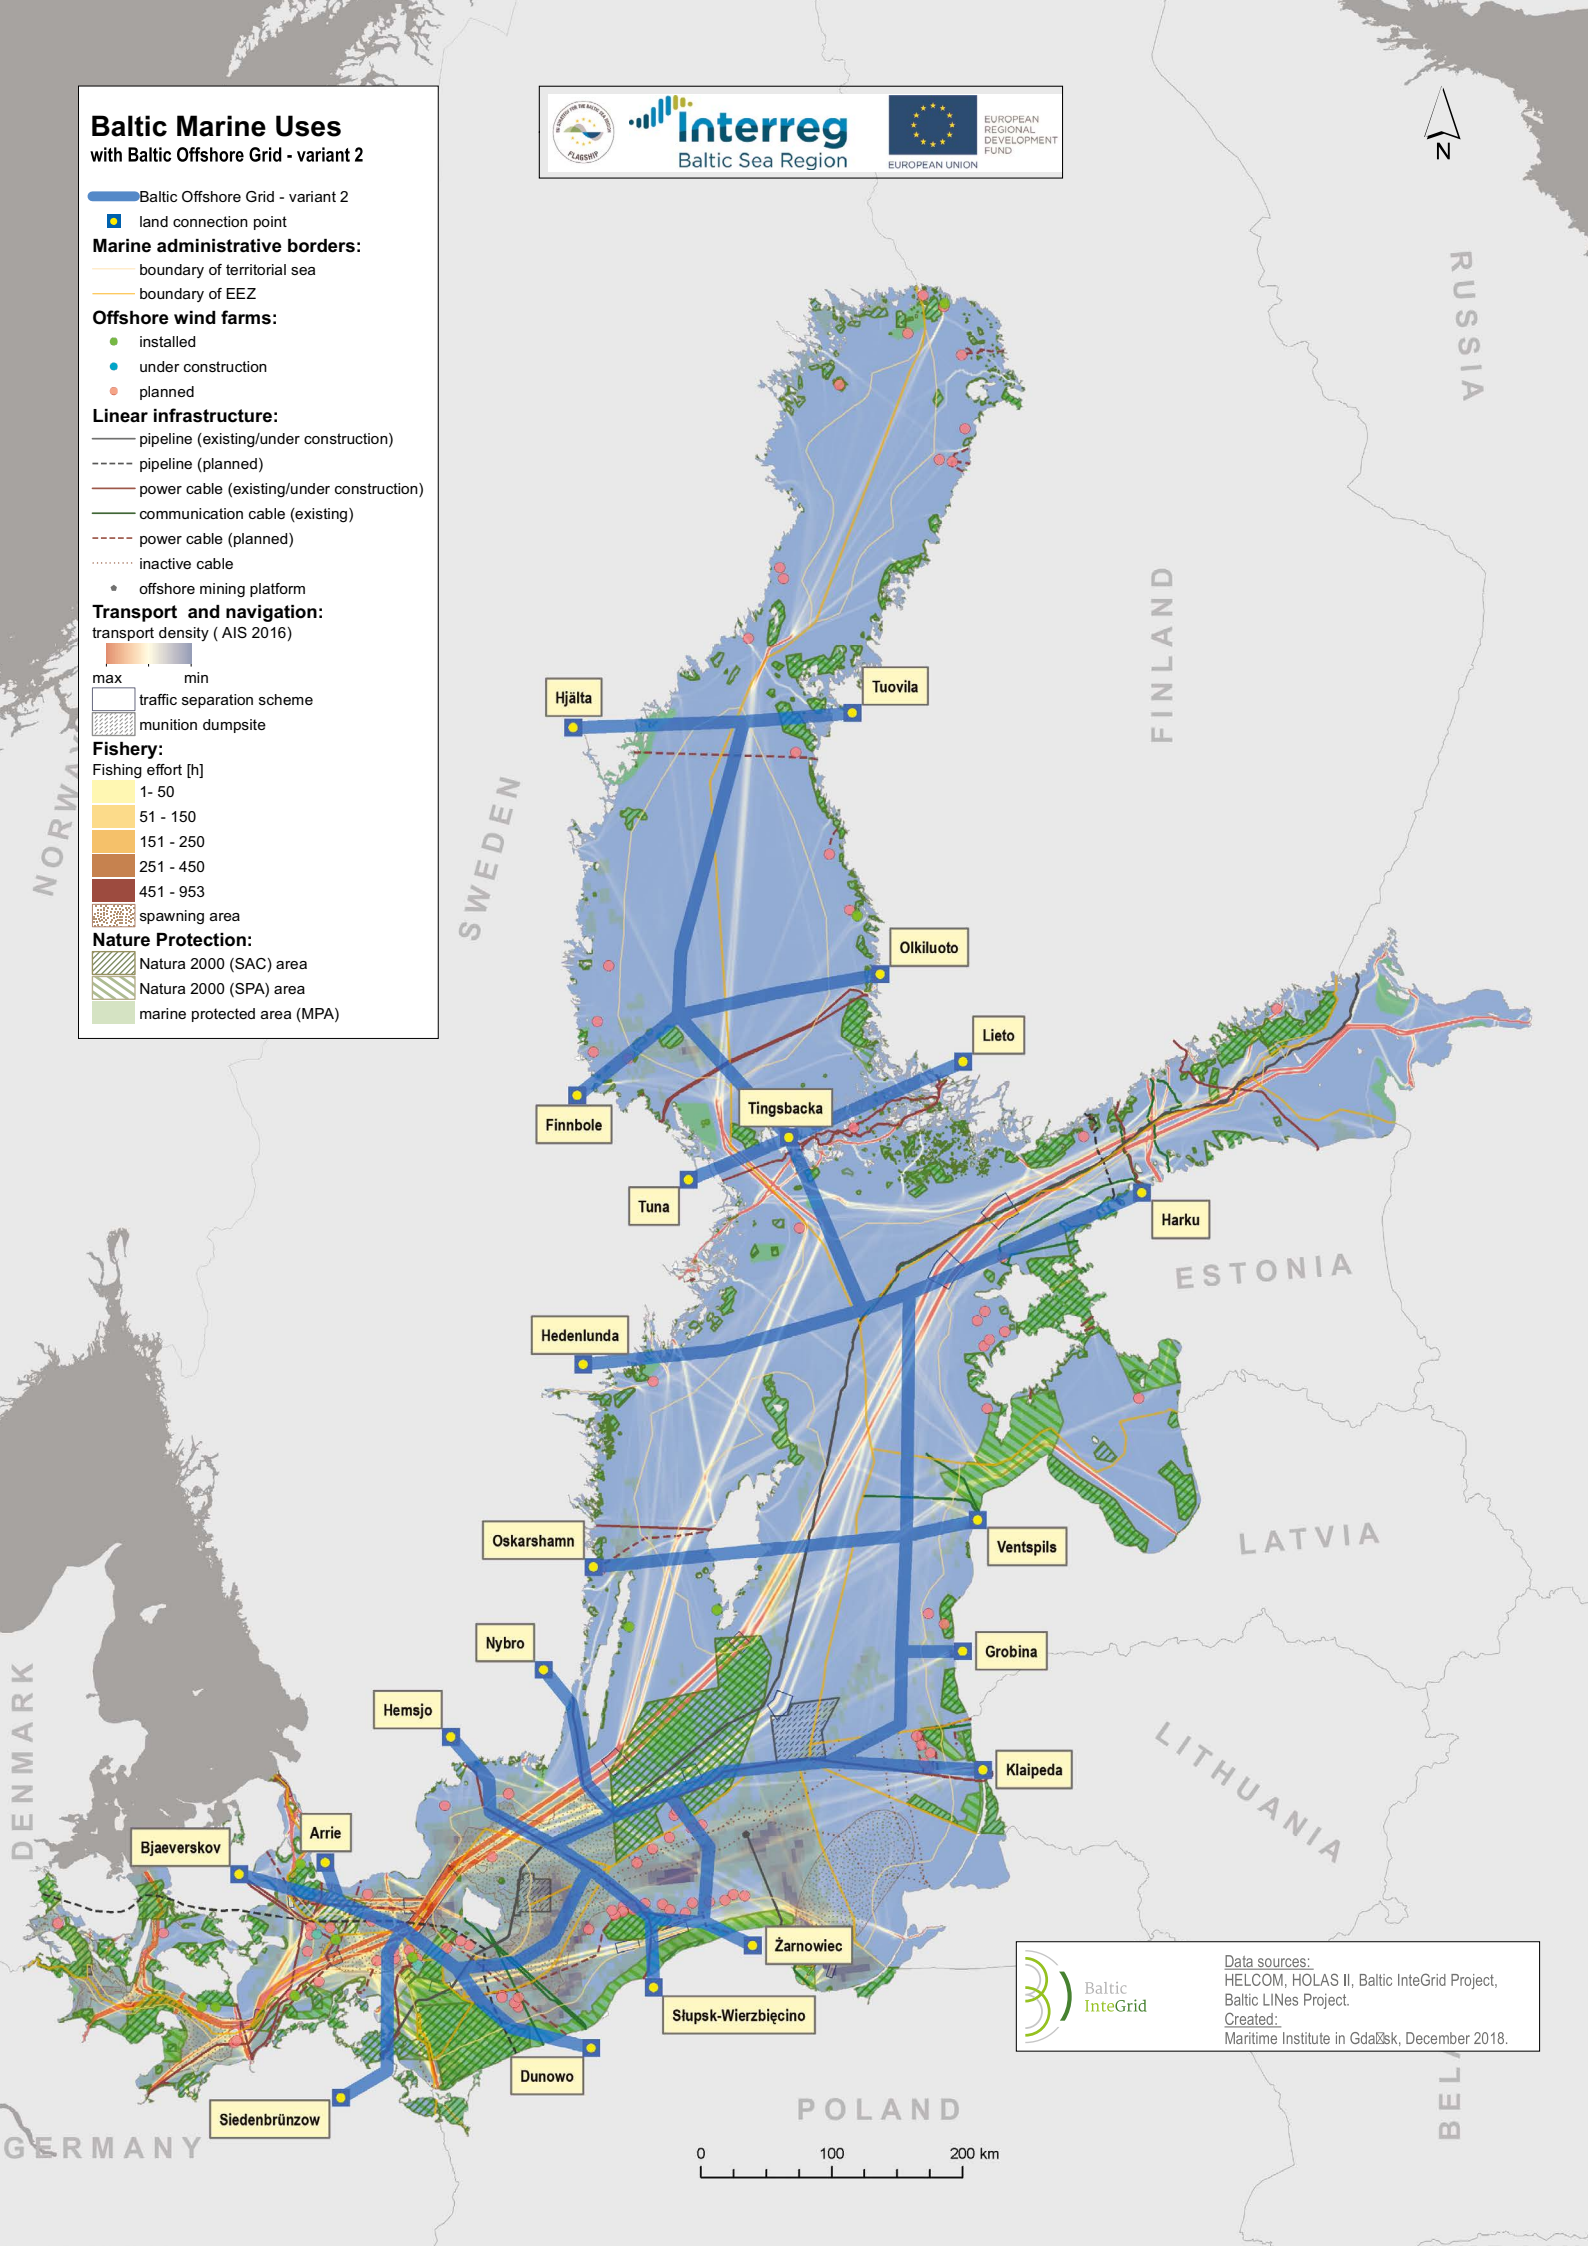 Baltic Marine Uses
with Baltic Offshore Grid - variant 2
Baltic Offshore Grid - variant 2
land connection point
Marine administrative borders:
boundary of territorial sea
boundary of EEZ
Offshore wind farms:
installed
under construction
planned
Linear infrastructure:
pipeline (existing/under construction)
pipeline (planned)
power cable (existing/under construction)
communication cable (existing)
power cable (planned)
inactive cable
offshore mining platform
Transport and navigation:
transport density ( AIS 2016)
max min
traffic separation scheme
munition dumpsite
Fishery:
Fishing effort [h]
1- 50
51 - 150
151 - 250
251 - 450
451 - 953
spawning area
Nature Protection:
Natura 2000 (SAC) area
Natura 2000 (SPA) area
marine protected area (MPA)
FLAGSHIP
Interreg
Baltic Sea Region
EUROPEAN UNION
EUROPEAN
REGIONAL
DEVELOPMENT
FUND
N
RUSSIA
FINLAND
NORWA
SWEDEN
Hjälta
Tuovila
Olkiluoto
Lieto
Finnbole
Tingsbacka
Tuna
Harku
ESTONIA
Hedenlunda
Oskarshamn
Ventspils
LATVIA
Nybro
Grobina
Hemsjo
DENMARK
Klaipeda
LITHUANIA
Arrie
Bjaeverskov
Żarnowiec
Słupsk-Wierzbięcino
Dunowo
Siedenbrünzow
GERMANY
POLAND
BELA
0 100 200 km
Baltic
InteGrid
Data sources:
HELCOM, HOLAS II, Baltic InteGrid Project,
Baltic LINes Project.
Created:
Maritime Institute in Gda☒sk, December 2018.